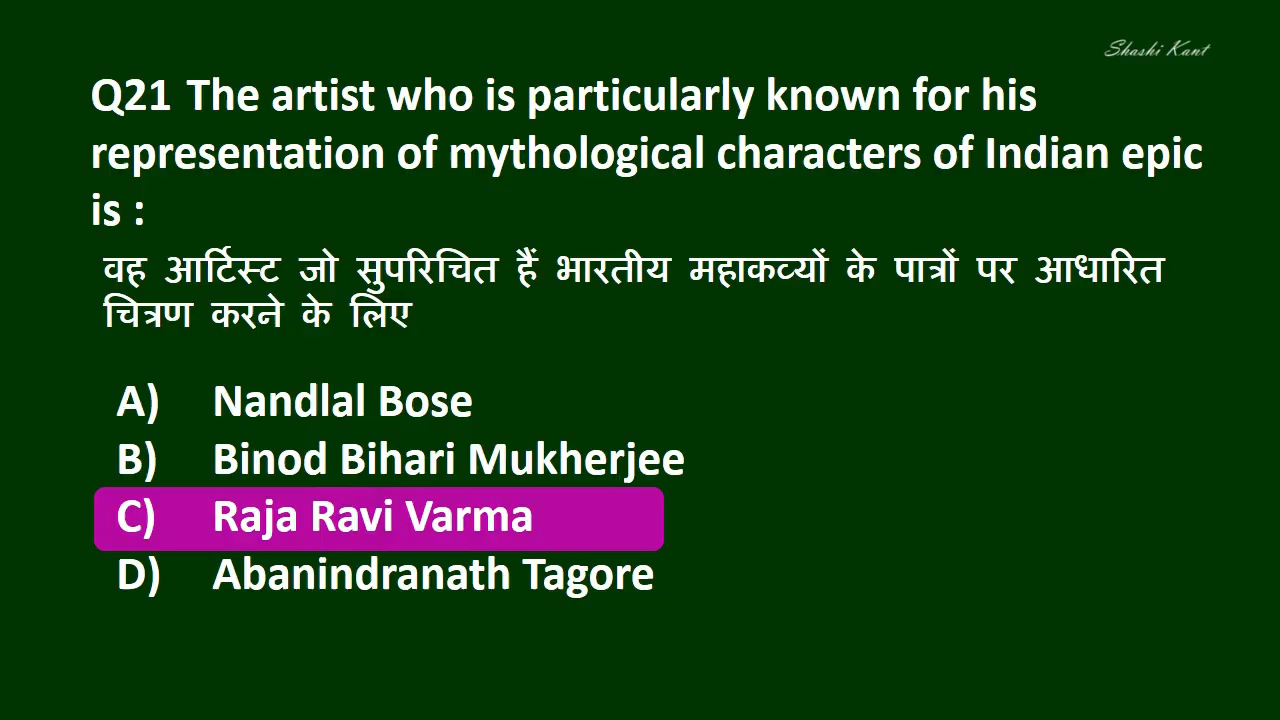 Shashi Kant
Q21 The artist who is particularly known for his
representation of mythological characters of Indian epic
is :
वह आर्टिस्ट जो सुपरिचित हैं भारतीय महाकव्यों के पात्रों पर आधारित
चित्रण करने के लिए
A) Nandlal Bose
B) Binod Bihari Mukherjee
C) Raja Ravi Varma
D) Abanindranath Tagore